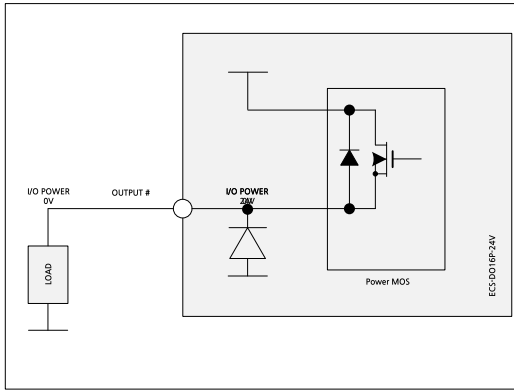 I/O POWER
0V
OUTPUT #
I/O POWER
LOAD
Power MOS
ECS-DO16P-24V